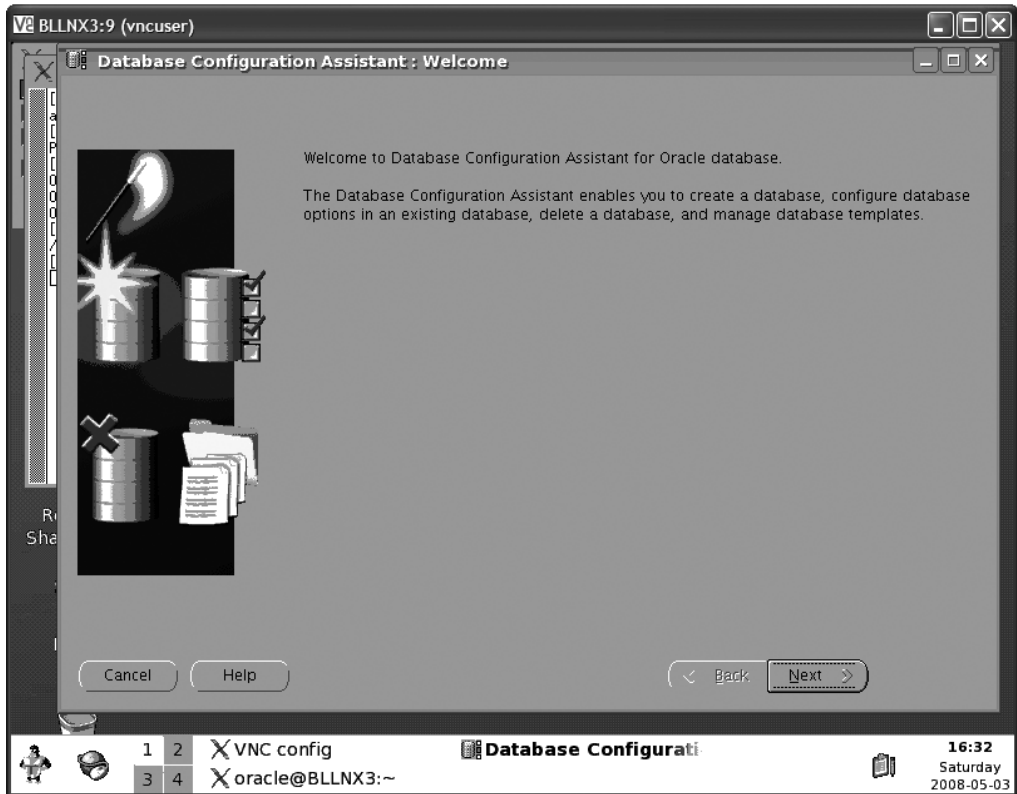 BLLNX3:9 (vncuser)
Database Configuration Assistant : Welcome
Welcome to Database Configuration Assistant for Oracle database.
The Database Configuration Assistant enables you to create a database, configure database
options in an existing database, delete a database, and manage database templates.
Cancel
Help
Back
Next
1 2
3 4
VNC config
oracle@BLLNX3:~
Database Configurati
16:32
Saturday
2008-05-03